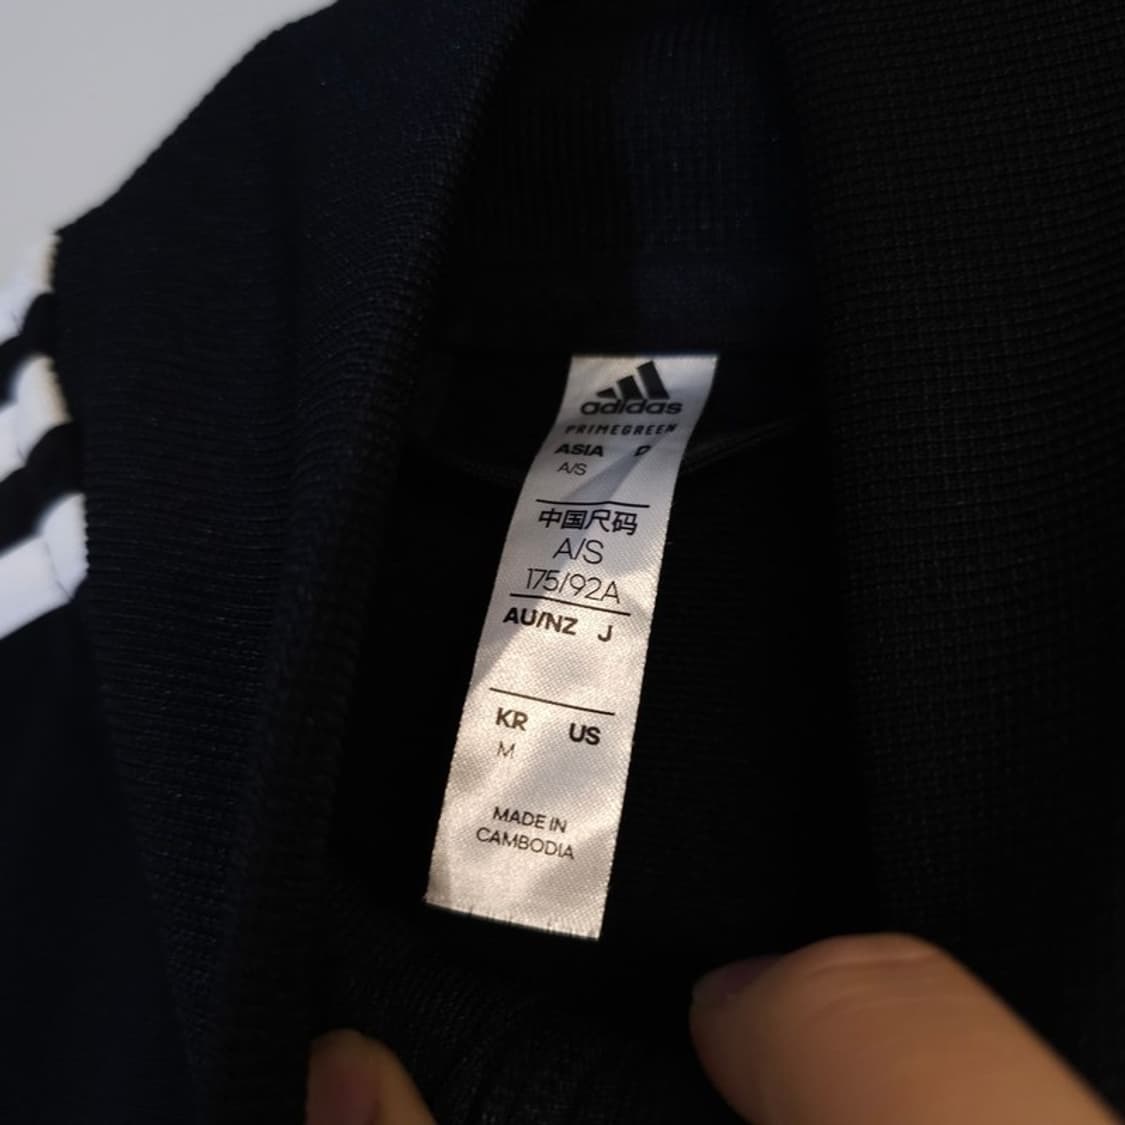 adidas
PRIMEGREEN
ASIA D
A/S
中国尺码
A/S
175/92A
AU/NZ J
KR US
M
MADE IN
CAMBODIA